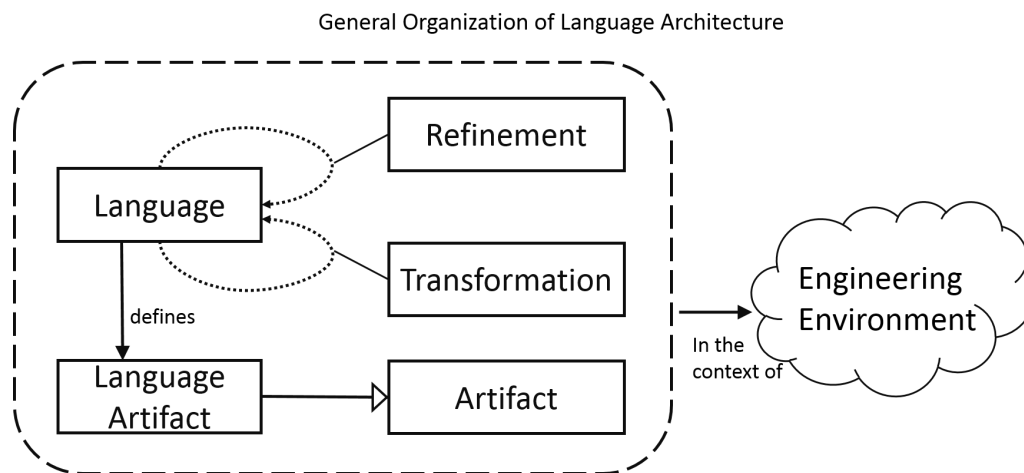 General Organization of Language Architecture
Refinement
Language
Transformation
Engineering
Environment
defines
In the
context of
Language
Artifact
Artifact